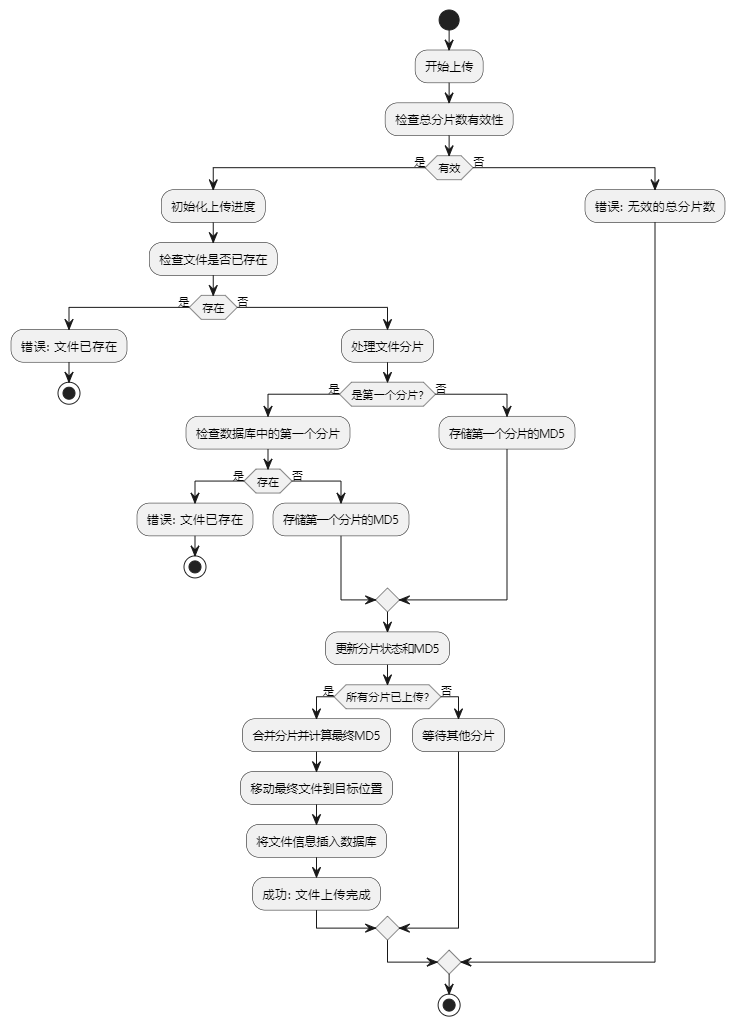 开始上传
检查总分片数有效性
是
有效
否
初始化上传进度
错误: 无效的总分片数
检查文件是否已存在
是
存在
否
错误: 文件已存在
处理文件分片
是
是第一个分片?
否
检查数据库中的第一个分片
存储第一个分片的MD5
是
存在
否
错误: 文件已存在
存储第一个分片的MD5
更新分片状态和MD5
是
所有分片已上传?
否
合并分片并计算最终MD5
等待其他分片
移动最终文件到目标位置
将文件信息插入数据库
成功: 文件上传完成